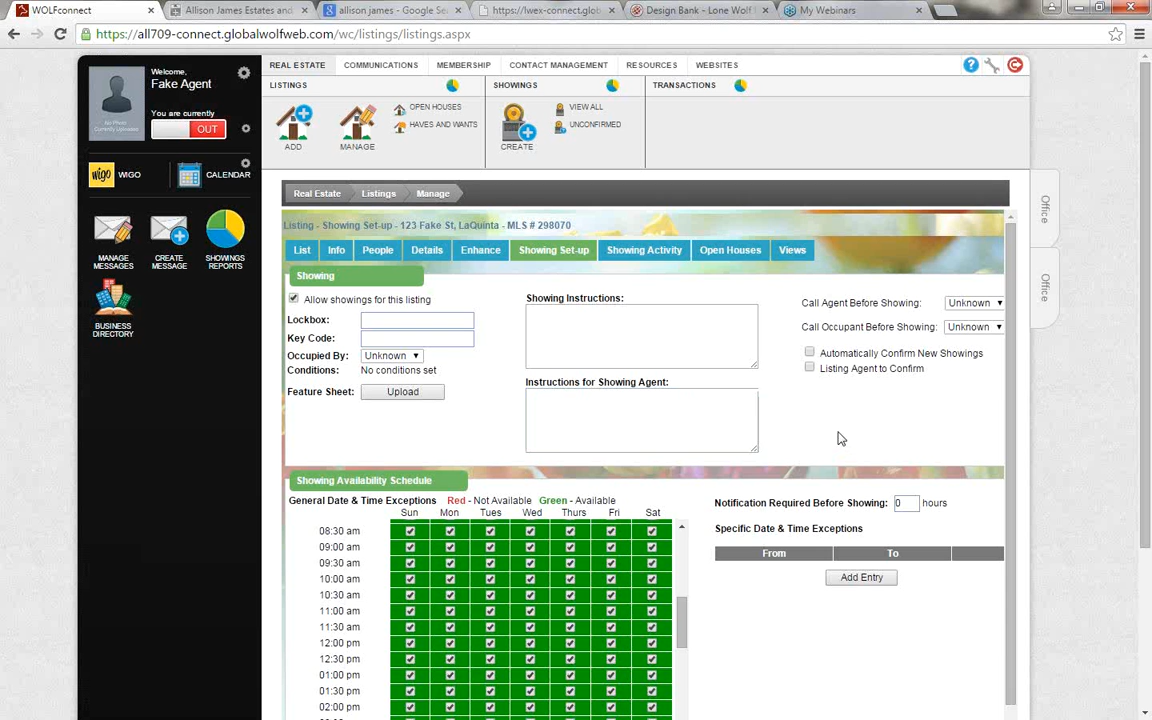 WOLFconnect
Allison James Estates and
allison james - Google Sea
https://lwex-connect.glob
Design Bank - Lone Wolf
My Webinars
https://all709-connect.globalwolfweb.com/wc/listings/listings.aspx
Welcome,
Fake Agent
You are currently
OUT
WIGO
WIGO
CALENDAR
MANAGE
MESSAGES
CREATE
MESSAGE
SHOWINGS
REPORTS
BUSINESS
DIRECTORY
REAL ESTATE
COMMUNICATIONS
MEMBERSHIP
CONTACT MANAGEMENT
RESOURCES
WEBSITES
LISTINGS
SHOWINGS
TRANSACTIONS
ADD
MANAGE
OPEN HOUSES
HAVES AND WANTS
CREATE
VIEW ALL
UNCONFIRMED
Real Estate
Listings
Manage
Office
Office
Listing - Showing Set-up - 123 Fake St, LaQuinta - MLS # 298070
List
Info
People
Details
Enhance
Showing Set-up
Showing Activity
Open Houses
Views
Showing
Allow showings for this listing
Lockbox:
Key Code:
Occupied By: Unknown
Conditions: No conditions set
Feature Sheet: Upload
Showing Instructions:
Instructions for Showing Agent:
Call Agent Before Showing: Unknown
Call Occupant Before Showing: Unknown
Automatically Confirm New Showings
Listing Agent to Confirm
Showing Availability Schedule
General Date & Time Exceptions Red - Not Available Green - Available
Sun Mon Tues Wed Thurs Fri Sat
08:30 am
09:00 am
09:30 am
10:00 am
10:30 am
11:00 am
11:30 am
12:00 pm
12:30 pm
01:00 pm
01:30 pm
02:00 pm
Notification Required Before Showing: 0 hours
Specific Date & Time Exceptions
From To
Add Entry